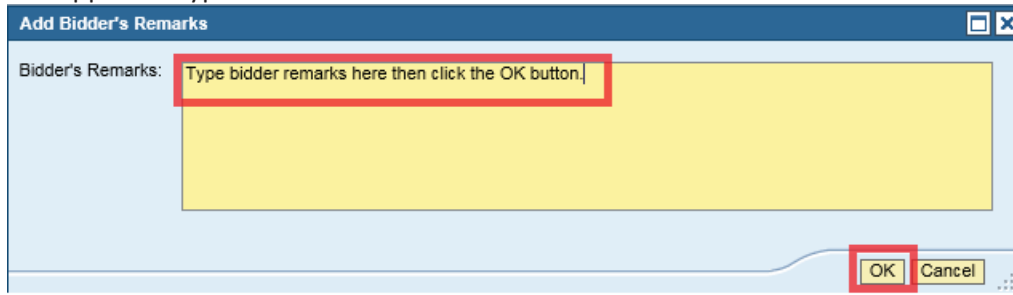 Add Bidder's Remarks
Bidder's Remarks: Type bidder remarks here then click the OK button.
OK Cancel